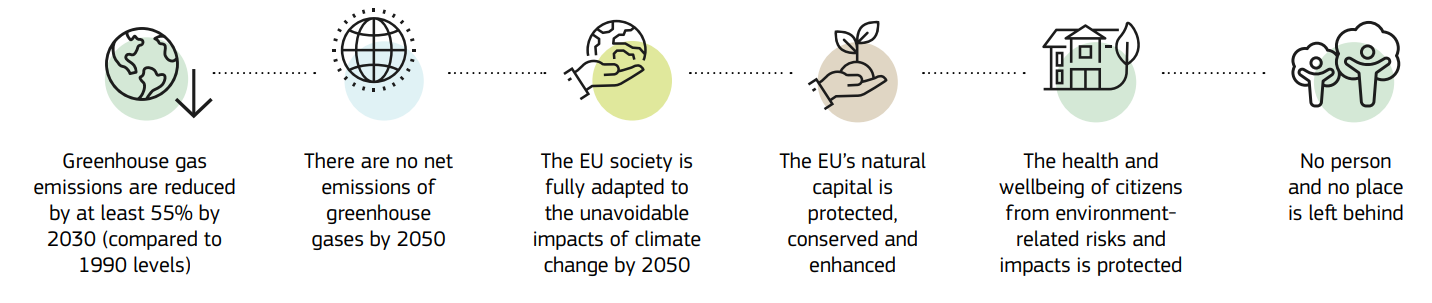 Greenhouse gas
emissions are reduced
by at least 55% by
2030 (compared to
1990 levels)
There are no net
emissions of
greenhouse
gases by 2050
The EU society is
fully adapted to
the unavoidable
impacts of climate
change by 2050
The EU's natural
capital is
protected,
conserved and
enhanced
The health and
wellbeing of citizens
from environment-
related risks and
impacts is protected
No person
and no place
is left behind